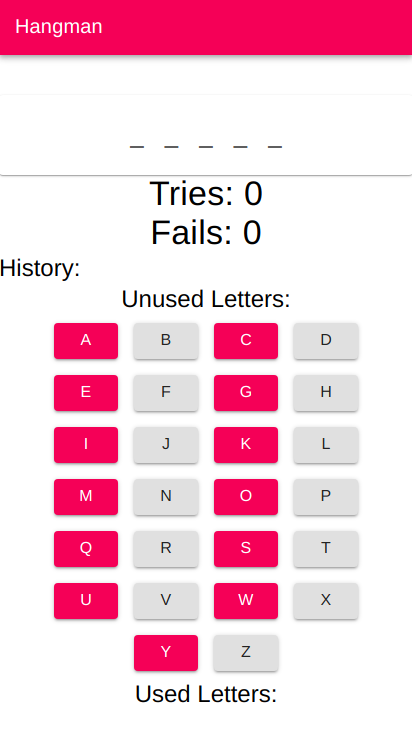 Hangman
_ _ _ _ _
Tries: 0
Fails: 0
History:
Unused Letters:
A B C D
E F G H
I J K L
M N O P
Q R S T
U V W X
Y Z
Used Letters: